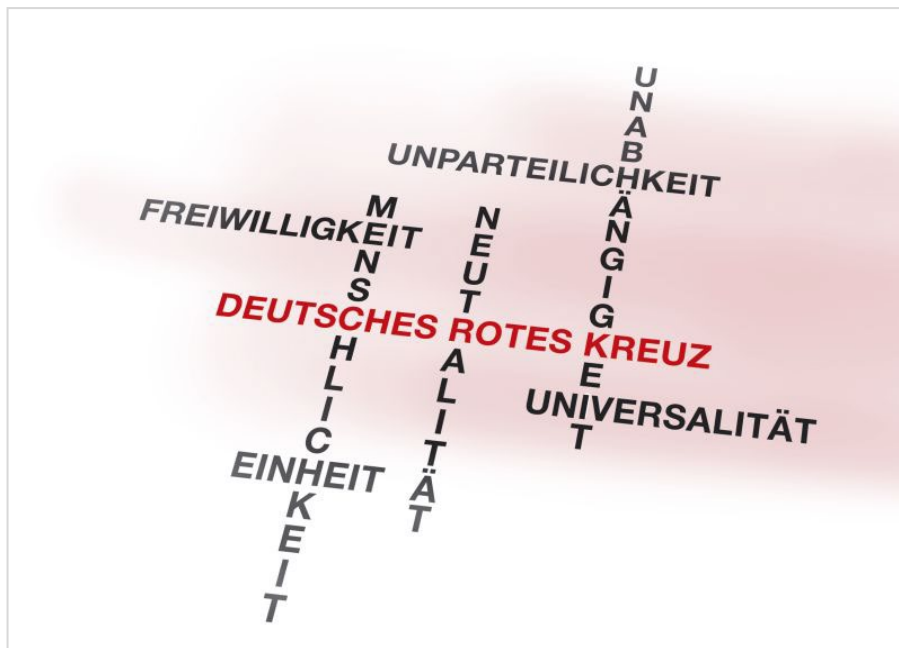 UNABHÄNGIGKEIT
UNPARTEILICHKEIT
MENSCHLICHKEIT
FREIWILLIGKEIT
NEUTRALITÄT
DEUTSCHES ROTES KREUZ
UNIVERSALITÄT
EINHEIT